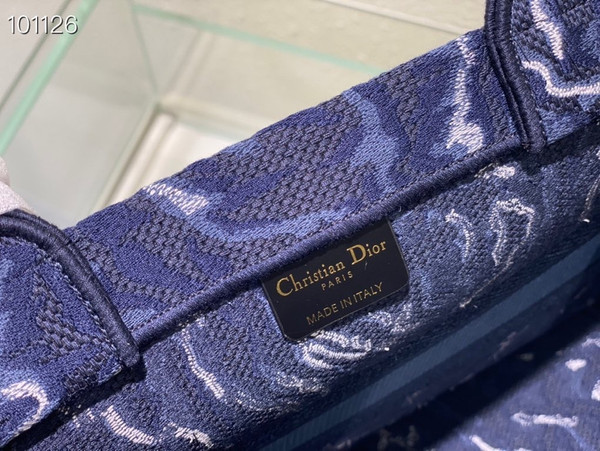 101126
Christian Dior
PARIS
MADE IN ITALY